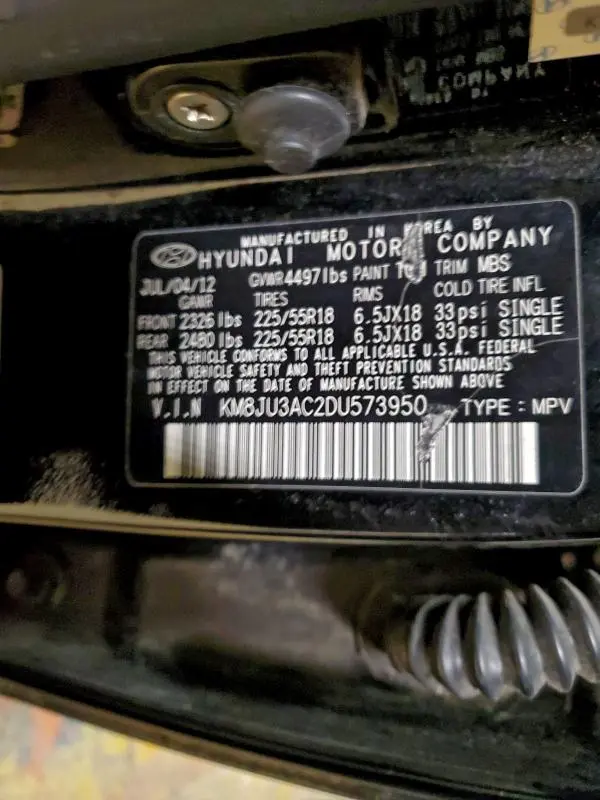 COMPANY
MANUFACTURED IN KOREA BY
HYUNDAI MOTOR COMPANY
JUL/04/12 GVWR4497lbs PAINT TRIM MBS
GAWR TIRES RIMS COLD TIRE INFL
FRONT 2326 lbs 225/55R18 6.5JX18 33psi SINGLE
REAR 2480 lbs 225/55R18 6.5JX18 33psi SINGLE
THIS VEHICLE CONFORMS TO ALL APPLICABLE U.S.A. FEDERAL
MOTOR VEHICLE SAFETY AND THEFT PREVENTION STANDARDS
IN EFFECT ON THE DATE OF MANUFACTURE SHOWN ABOVE
V.I.N KM8JU3AC2DU573950 TYPE : MPV